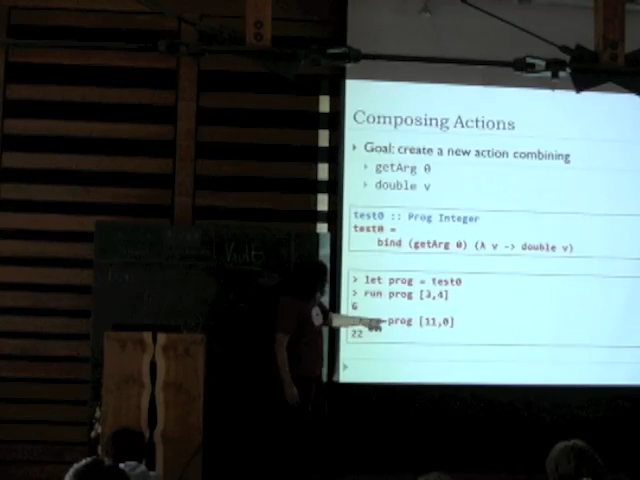 Composing Actions
Goal: create a new action combining
getArg 0
double v
test0 :: Prog Integer
test0 =
bind (getArg 0) (λ v -> double v)
> let prog = test0
> run prog [3,4]
6
prog [11,0]
22
>